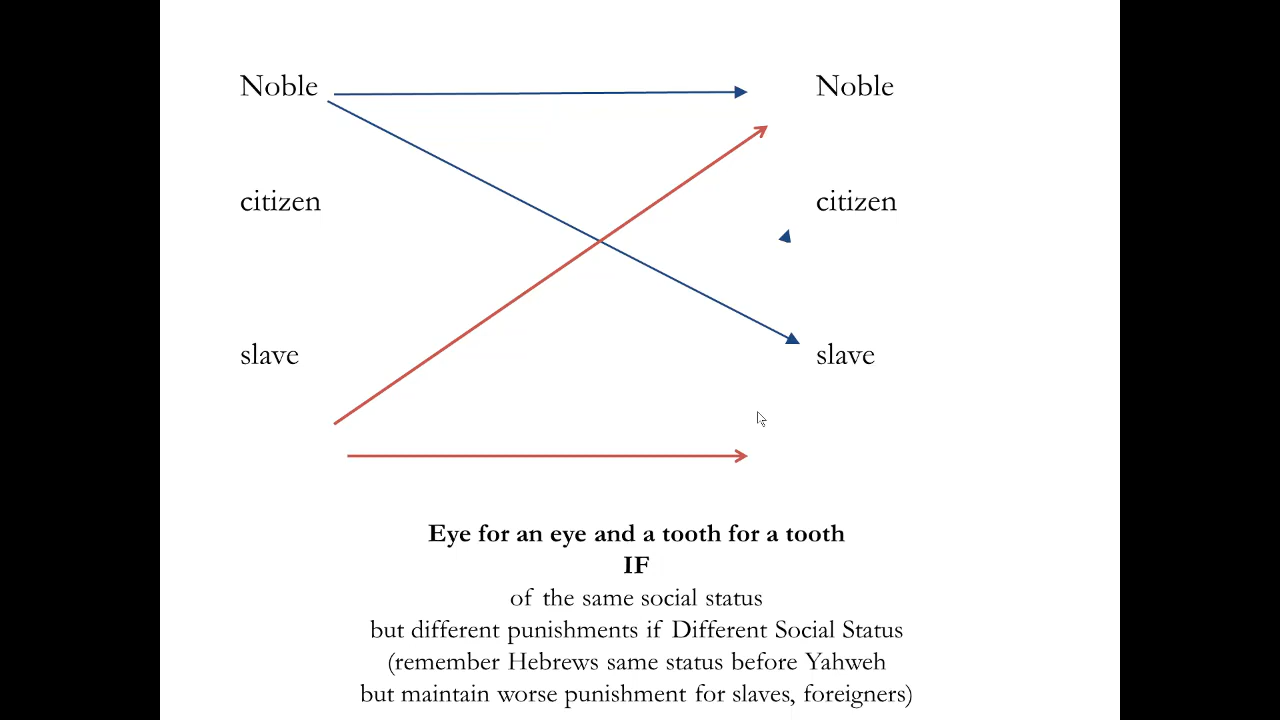 Noble Noble
citizen citizen
slave slave
Eye for an eye and a tooth for a tooth
IF
of the same social status
but different punishments if Different Social Status
(remember Hebrews same status before Yahweh
but maintain worse punishment for slaves, foreigners)